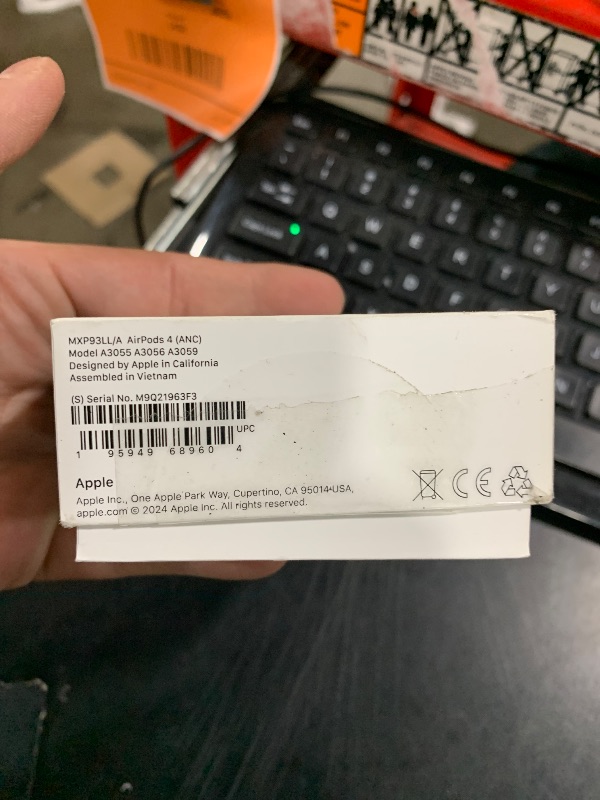 MXP93LL/A AirPods 4 (ANC)
Model A3055 A3056 A3059
Designed by Apple in California
Assembled in Vietnam
(S) Serial No. M9Q21963F3
UPC
1 95949 68960 4
Apple
Apple Inc., One Apple Park Way, Cupertino, CA 95014 USA,
apple.com © 2024 Apple Inc. All rights reserved.
CE
Q W E R T Y
A S